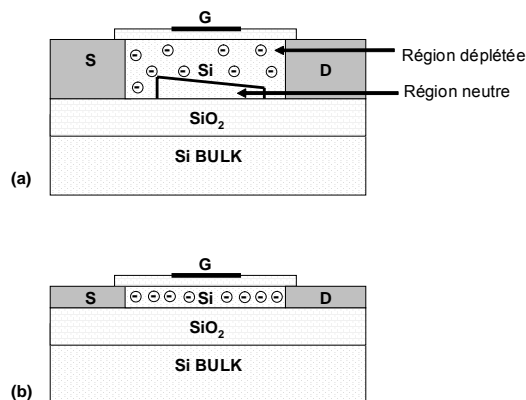 G
S
Si
D
Région déplétée
Région neutre
SiO2
Si BULK
(a)
G
S
Si
D
SiO2
Si BULK
(b)